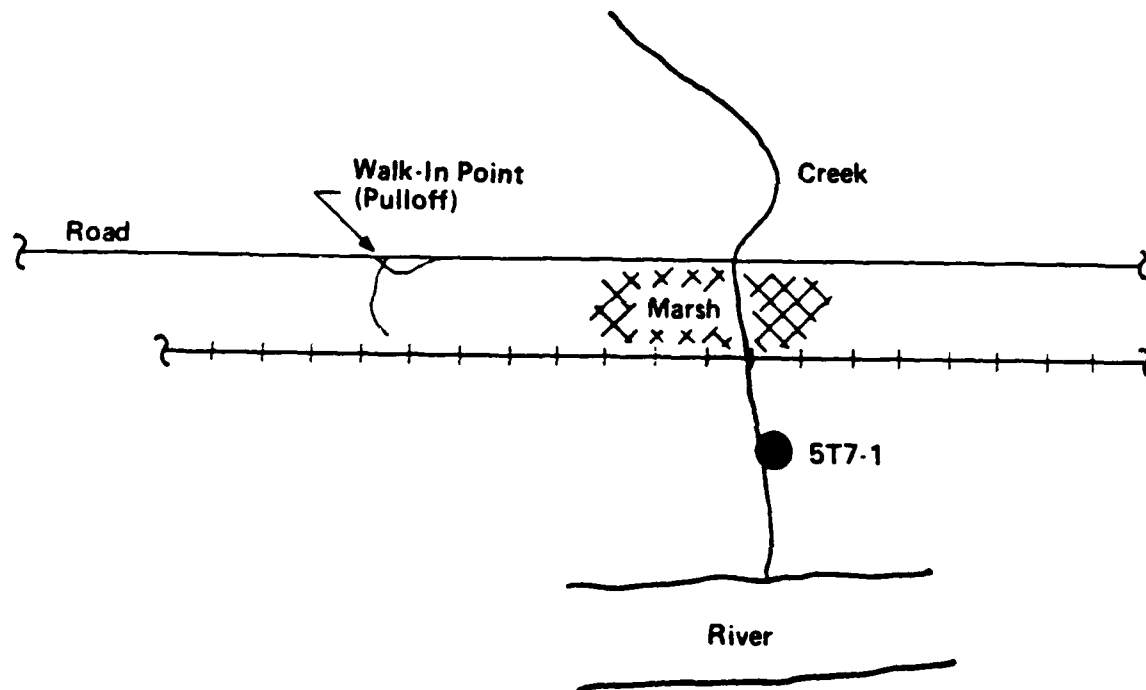 Walk-In Point
(Pulloff)
Creek
Road
Marsh
5T7-1
River